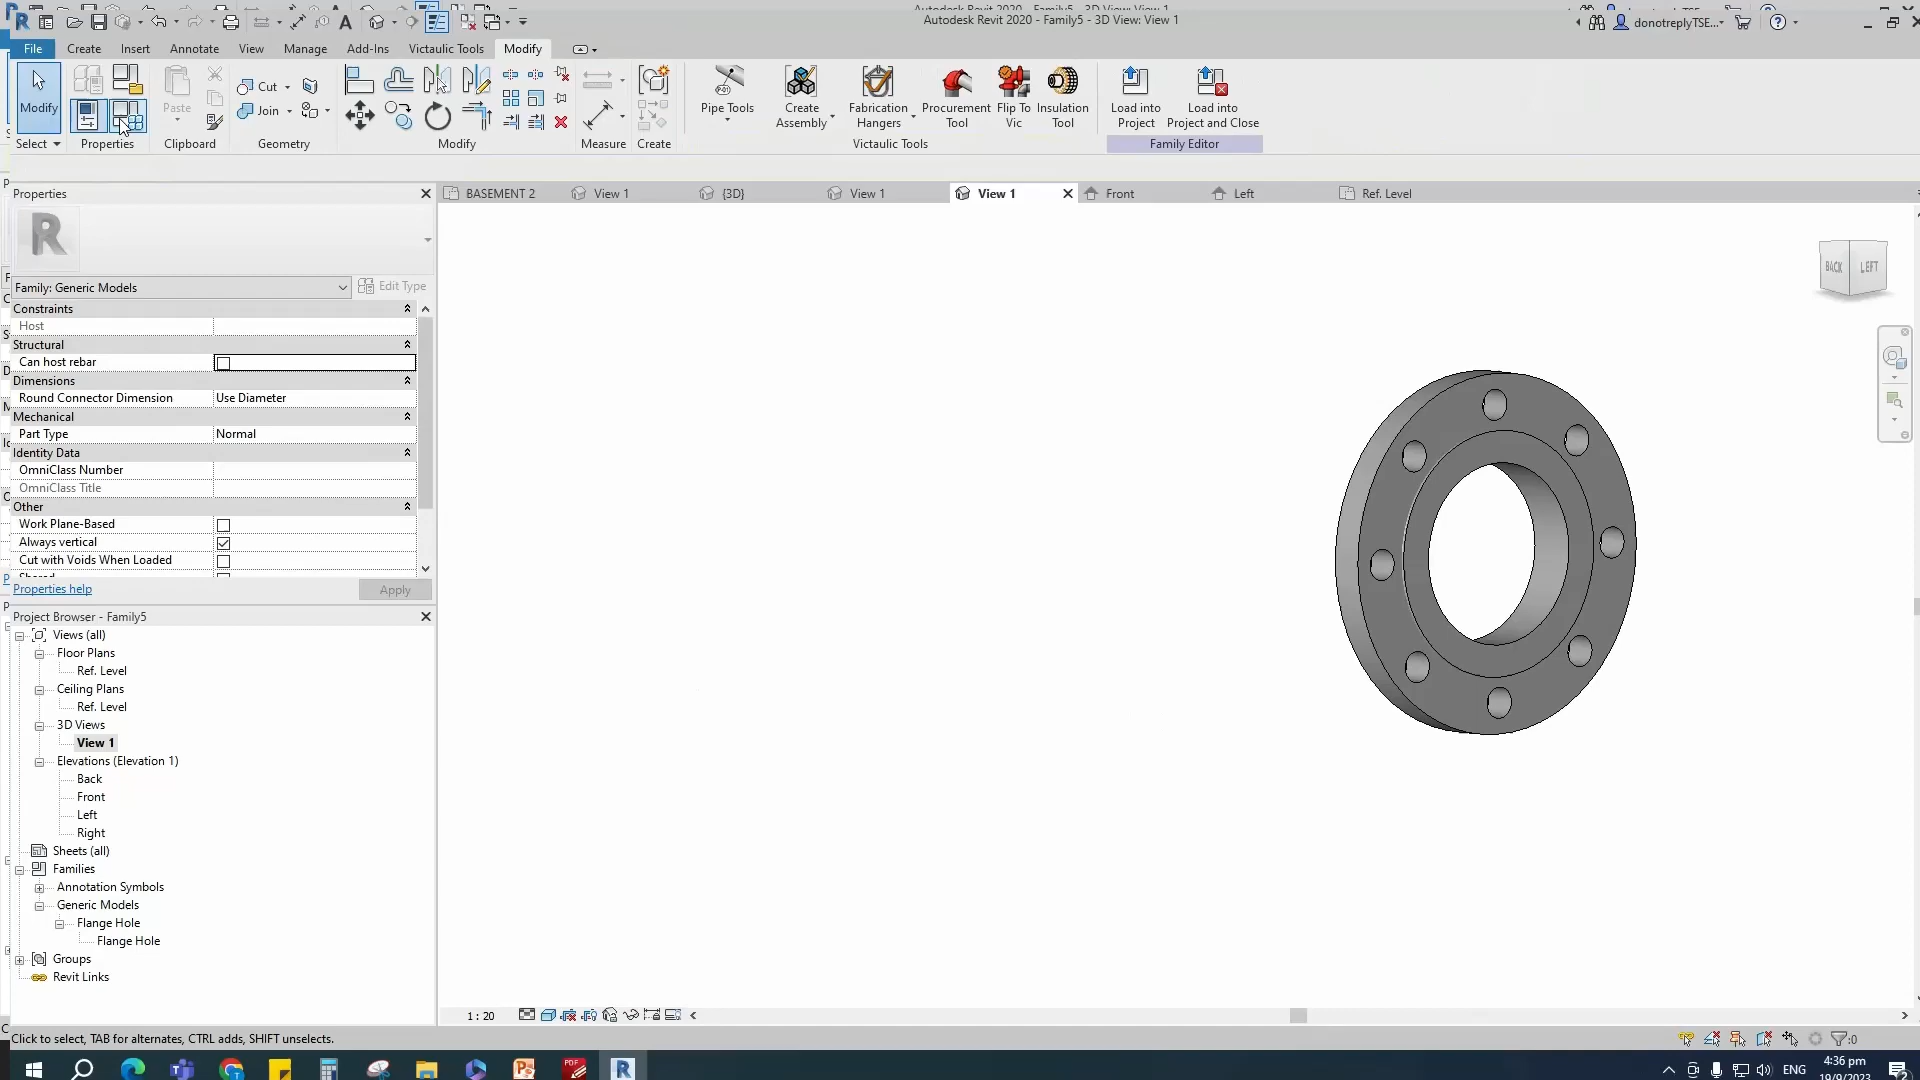 Autodesk Revit 2020 - Family5 - 3D View: View 1
donotreplyTSE...
File Create Insert Annotate View Manage Add-Ins Victaulic Tools Modify
Modify
Paste
Cut
Join
Pipe Tools
Create Assembly
Fabrication Hangers
Procurement Tool
Flip To Vic
Insulation Tool
Load into Project
Load into Project and Close
Select Properties Clipboard Geometry Modify Measure Create Victaulic Tools Family Editor
Properties
BASEMENT 2 View 1 {3D} View 1 View 1 Front Left Ref. Level
R
BACK LEFT
Family: Generic Models Edit Type
Constraints
Host
Structural
Can host rebar
Dimensions
Round Connector Dimension Use Diameter
Mechanical
Part Type Normal
Identity Data
OmniClass Number
OmniClass Title
Other
Work Plane-Based
Always vertical
Cut with Voids When Loaded
Shared
Properties help Apply
Project Browser - Family5
Views (all)
Floor Plans
Ref. Level
Ceiling Plans
Ref. Level
3D Views
View 1
Elevations (Elevation 1)
Back
Front
Left
Right
Sheets (all)
Families
Annotation Symbols
Generic Models
Flange Hole
Flange Hole
Groups
Revit Links
1 : 20
Click to select, TAB for alternates, CTRL adds, SHIFT unselects.
:0
ENG
4:36 pm
19/9/2023